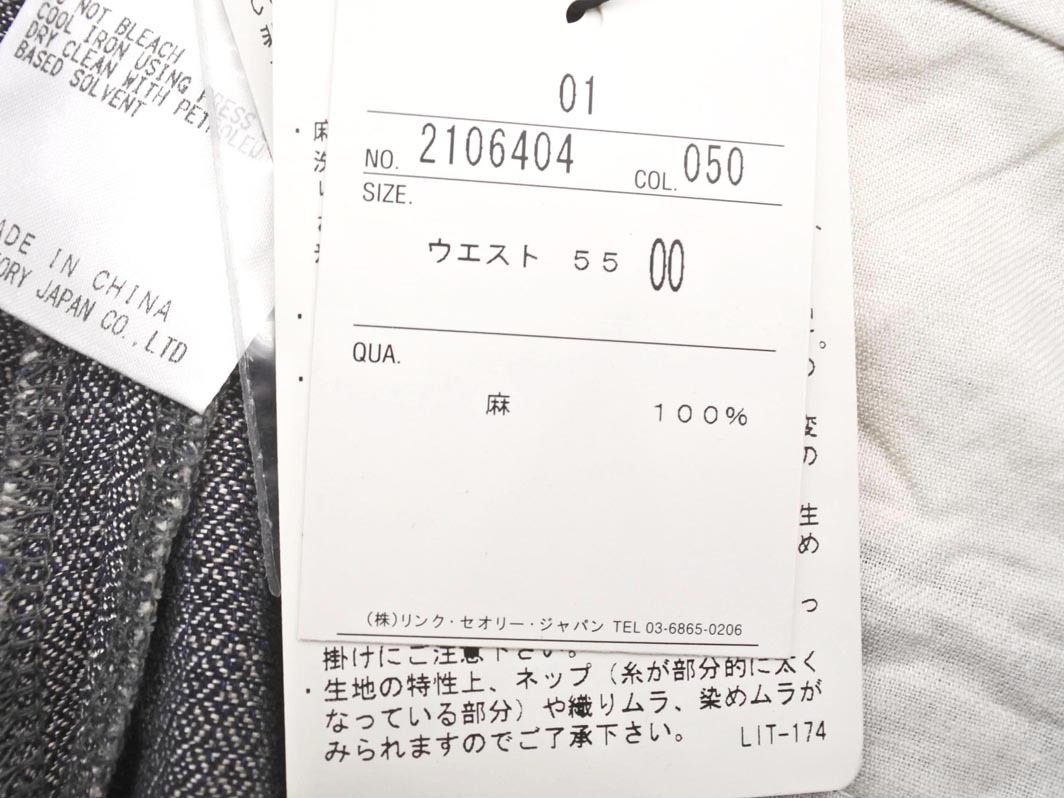 NOT BLEACH
COOL IRON USING
DRY CLEAN WITH
BASED SOLVENT
IN CHINA
JAPAN CO.,LTD
01
NO. 2106404 COL. 050
SIZE.
ウエスト 55 00
QUA.
麻 100%
(株)リンク・セオリー・ジャパン TEL 03-6865-0206
掛けにご注意下さい。
・生地の特性上、ネップ(糸が部分的に太く
なっている部分)や織りムラ、染めムラが
みられますのでご了承下さい。
LIT-174